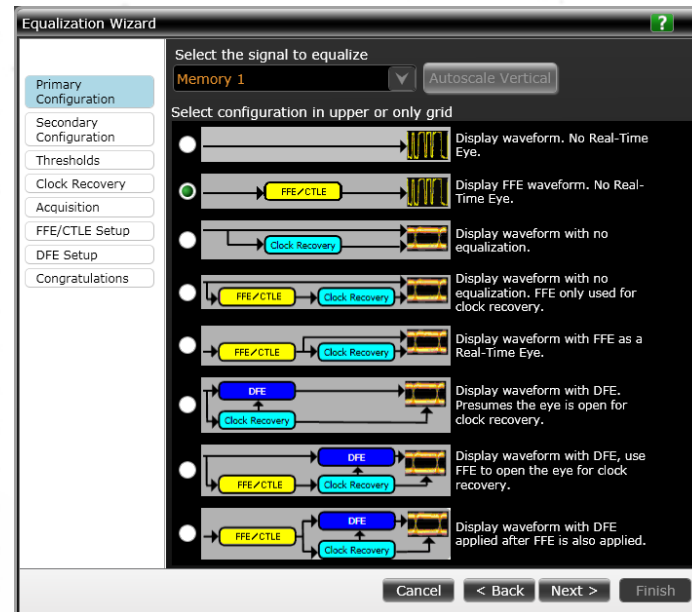 Equalization Wizard
?
Primary
Configuration
Secondary
Configuration
Thresholds
Clock Recovery
Acquisition
FFE/CTLE Setup
DFE Setup
Congratulations
Select the signal to equalize
Memory 1
Autoscale Vertical
Select configuration in upper or only grid
Display waveform. No Real-Time
Eye.
FFE/CTLE
Display FFE waveform. No Real-
Time Eye.
Clock Recovery
Display waveform with no
equalization.
FFE/CTLE
Clock Recovery
Display waveform with no
equalization. FFE only used for
clock recovery.
FFE/CTLE
Clock Recovery
Display waveform with FFE as a
Real-Time Eye.
DFE
Clock Recovery
Display waveform with DFE.
Presumes the eye is open for
clock recovery.
DFE
FFE/CTLE
Clock Recovery
Display waveform with DFE, use
FFE to open the eye for clock
recovery.
DFE
FFE/CTLE
Clock Recovery
Display waveform with DFE
applied after FFE is also applied.
Cancel
< Back
Next >
Finish